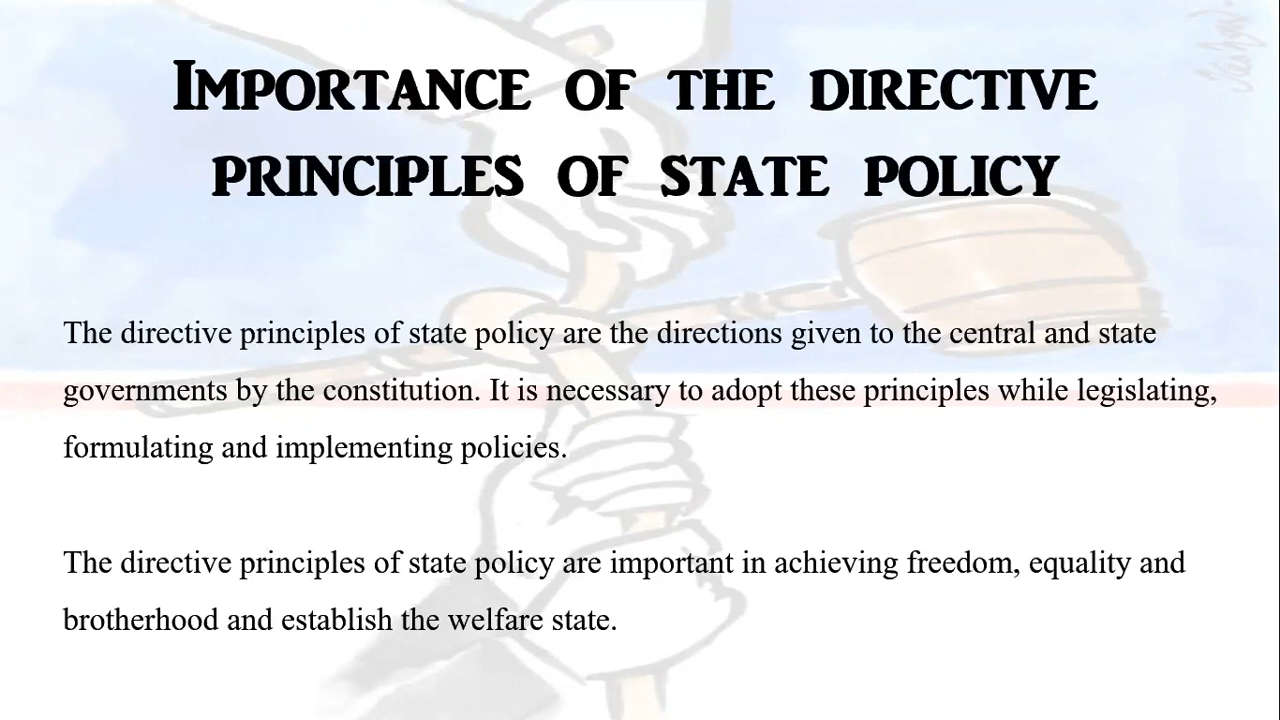 Importance of the directive
principles of state policy
The directive principles of state policy are the directions given to the central and state
governments by the constitution. It is necessary to adopt these principles while legislating,
formulating and implementing policies.
The directive principles of state policy are important in achieving freedom, equality and
brotherhood and establish the welfare state.